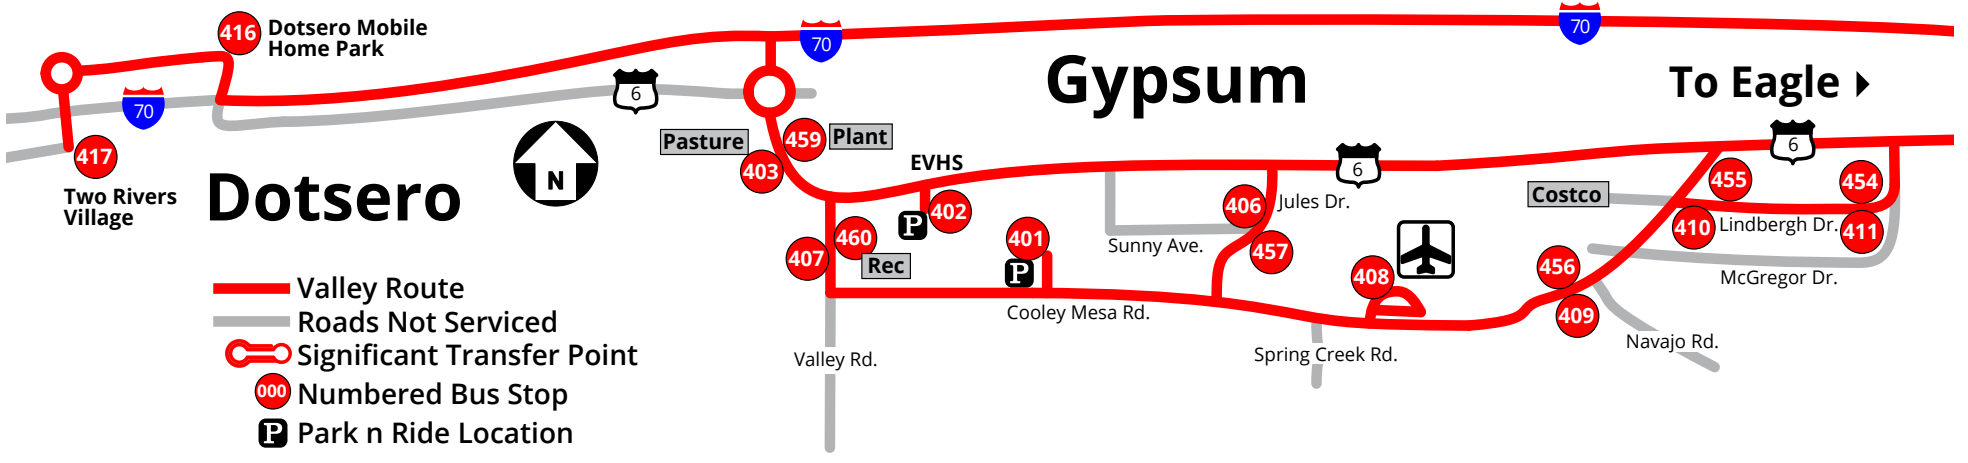 416
Dotsero Mobile
Home Park
70
70
70
6
Gypsum
To Eagle
417
Two Rivers
Village
Dotsero
N
Pasture
459
Plant
403
EVHS
P
402
6
6
460
407
Rec
401
P
Cooley Mesa Rd.
Valley Rd.
Sunny Ave.
406
Jules Dr.
457
408
Spring Creek Rd.
Costco
455
454
410
Lindbergh Dr.
411
McGregor Dr.
456
409
Navajo Rd.
Valley Route
Roads Not Serviced
Significant Transfer Point
000
Numbered Bus Stop
P
Park n Ride Location